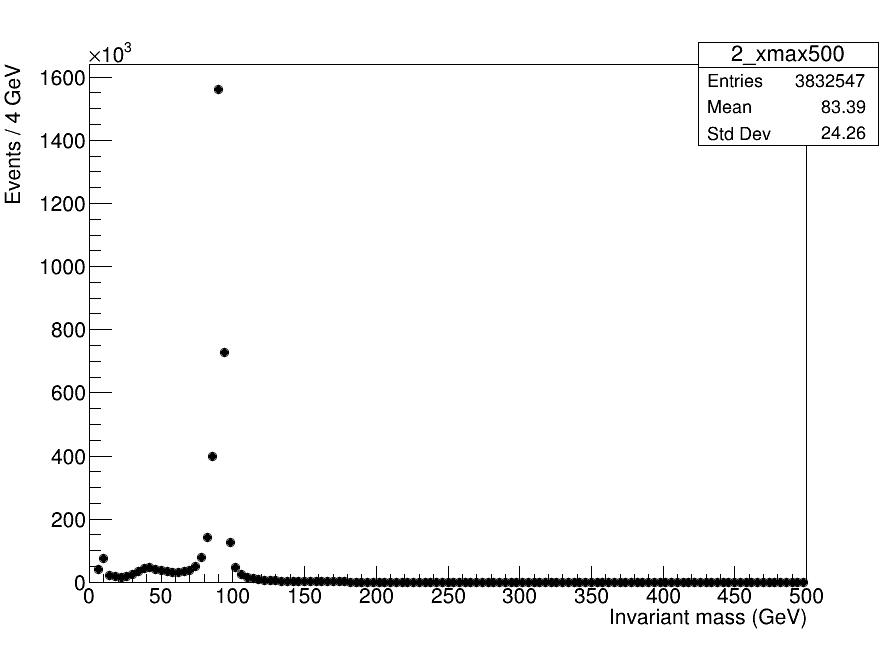 ×10³
2_xmax500
Entries 3832547
Mean 83.39
Std Dev 24.26
Events / 4 GeV
1600
1400
1200
1000
800
600
400
200
0
0 50 100 150 200 250 300 350 400 450 500
Invariant mass (GeV)